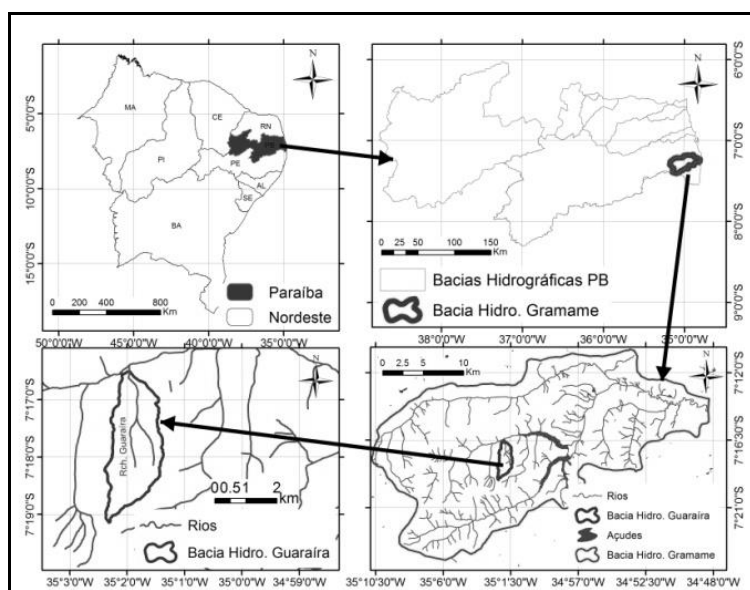 N
5°0'0"S
10°0'0"S
15°0'0"S
MA
CE
RN
PB
PI
PE
AL
SE
BA
0 200 400 800
Km
Paraíba
Nordeste
50°0'0"W 45°0'0"W 40°0'0"W 35°0'0"W
N
6°0'0"S
7°0'0"S
8°0'0"S
9°0'0"S
0 25 50 100 150
Km
Bacias Hidrográficas PB
Bacia Hidro. Gramame
38°0'0"W 37°0'0"W 36°0'0"W 35°0'0"W
N
7°17'0"S
7°18'0"S
7°19'0"S
Rch. Guaraíra
00.51 2
km
Rios
Bacia Hidro. Guaraíra
35°3'0"W 35°2'0"W 35°1'0"W 35°0'0"W 34°59'0"W
0 2.5 5 10
Km
N
7°12'0"S
7°16'30"S
7°21'0"S
Rios
Bacia Hidro. Guaraíra
Açudes
Bacia Hidro. Gramame
35°10'30"W 35°6'0"W 35°1'30"W 34°57'0"W 34°52'30"W 34°48'0"W